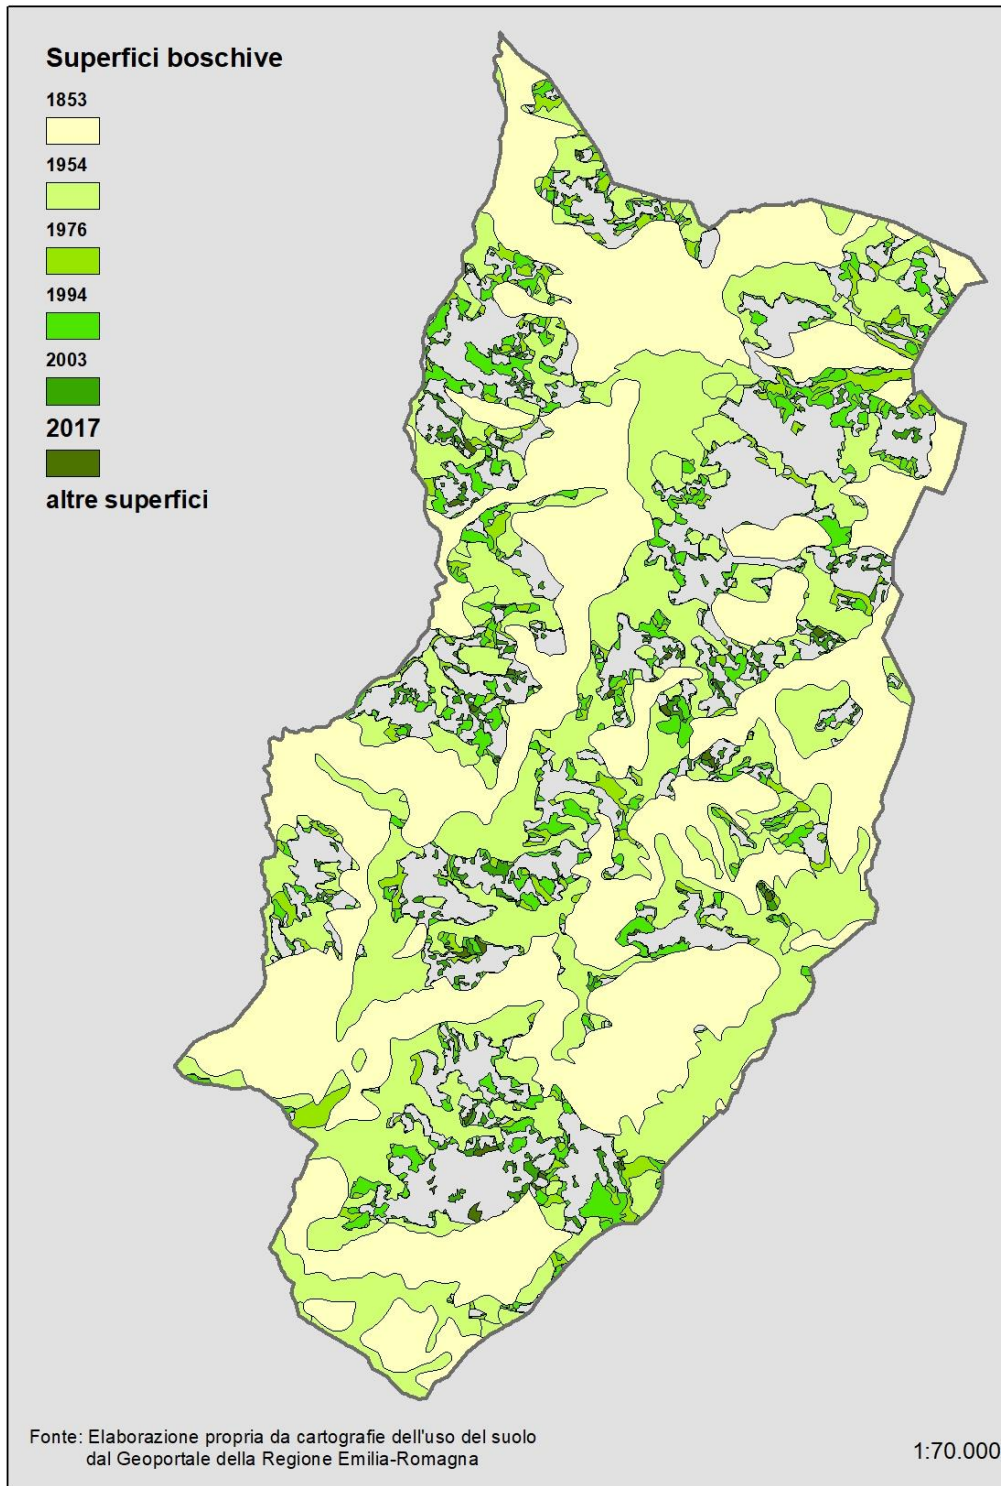 Superfici boschive
1853
1954
1976
1994
2003
2017
altre superfici
Fonte: Elaborazione propria da cartografie dell'uso del suolo
dal Geoportale della Regione Emilia-Romagna
1:70.000